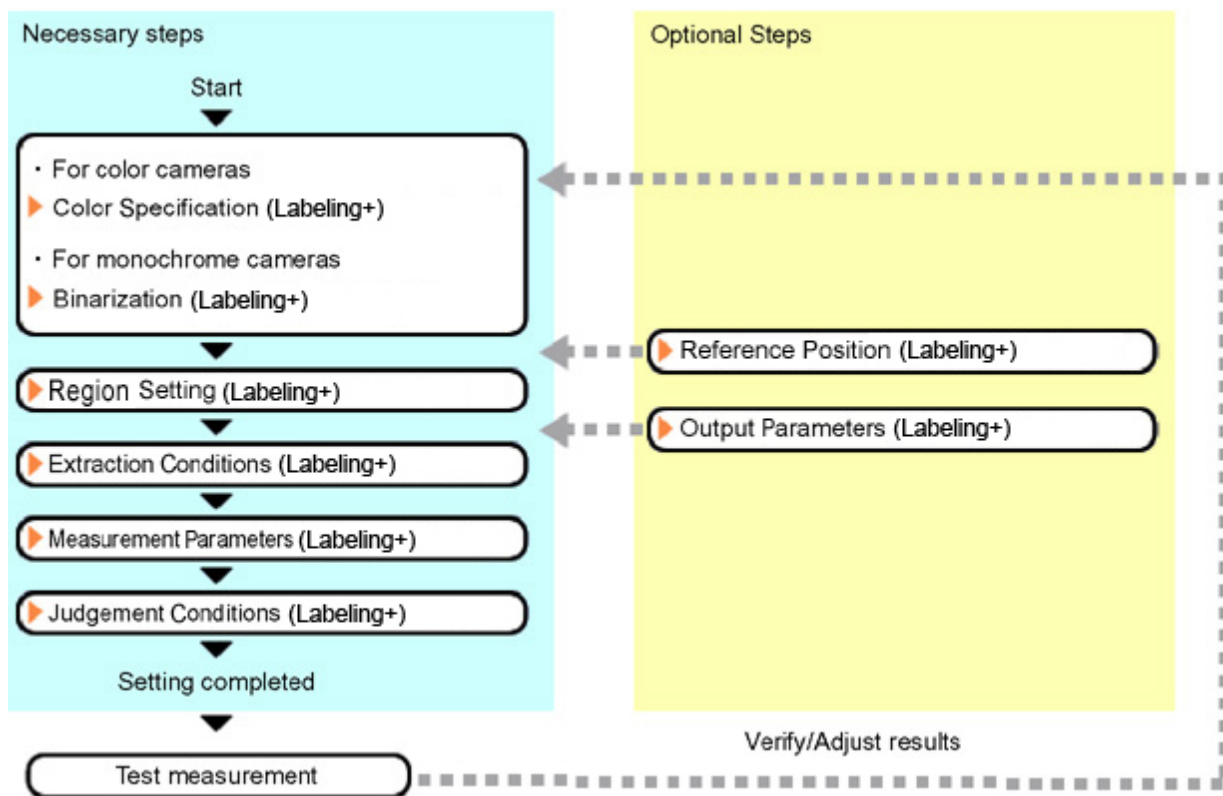 Necessary steps
Start
・For color cameras
Color Specification (Labeling+)
・For monochrome cameras
Binarization (Labeling+)
Region Setting (Labeling+)
Extraction Conditions (Labeling+)
Measurement Parameters (Labeling+)
Judgement Conditions (Labeling+)
Setting completed
Test measurement
Optional Steps
Reference Position (Labeling+)
Output Parameters (Labeling+)
Verify/Adjust results